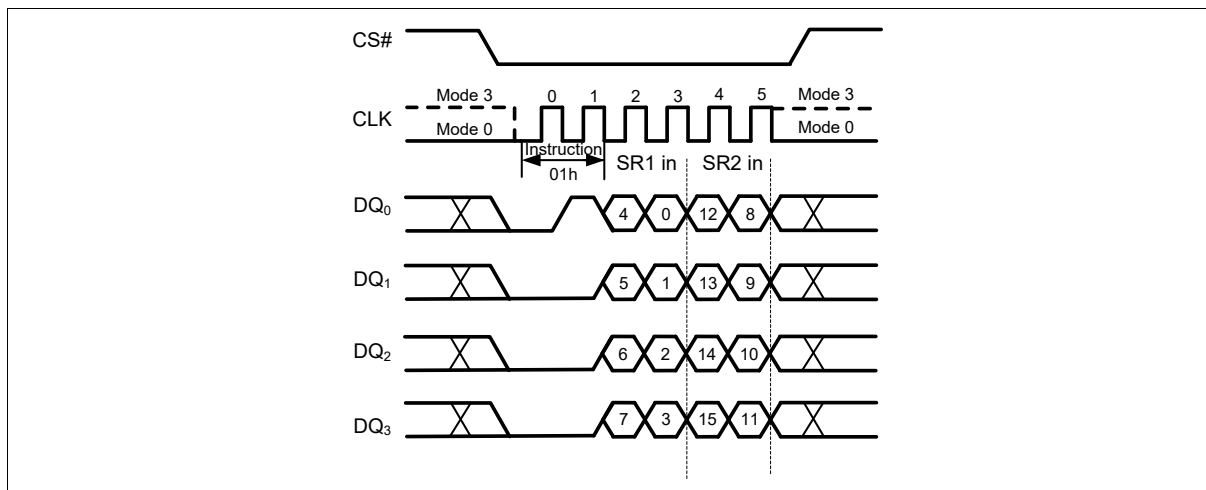 CS#
Mode 3 0 1 2 3 4 5 Mode 3
CLK
Mode 0 Mode 0
Instruction
01h SR1 in SR2 in
DQ0 4 0 12 8
DQ1 5 1 13 9
DQ2 6 2 14 10
DQ3 7 3 15 11